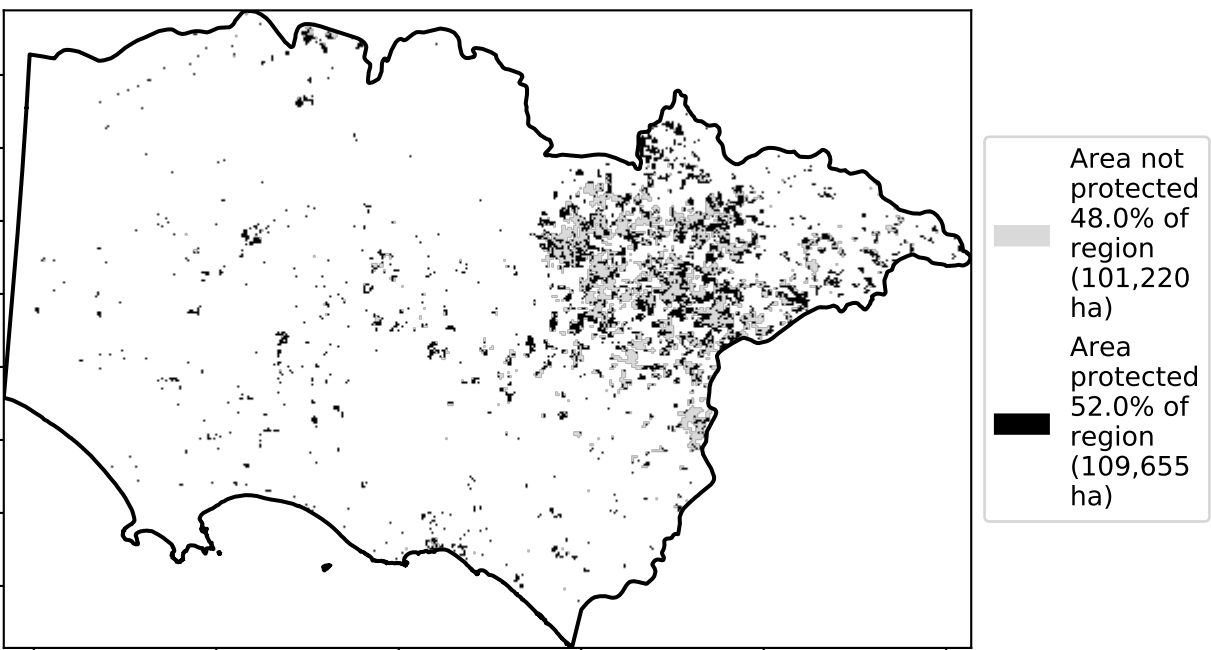 Area not
protected
48.0% of
region
(101,220
ha)
Area
protected
52.0% of
region
(109,655
ha)